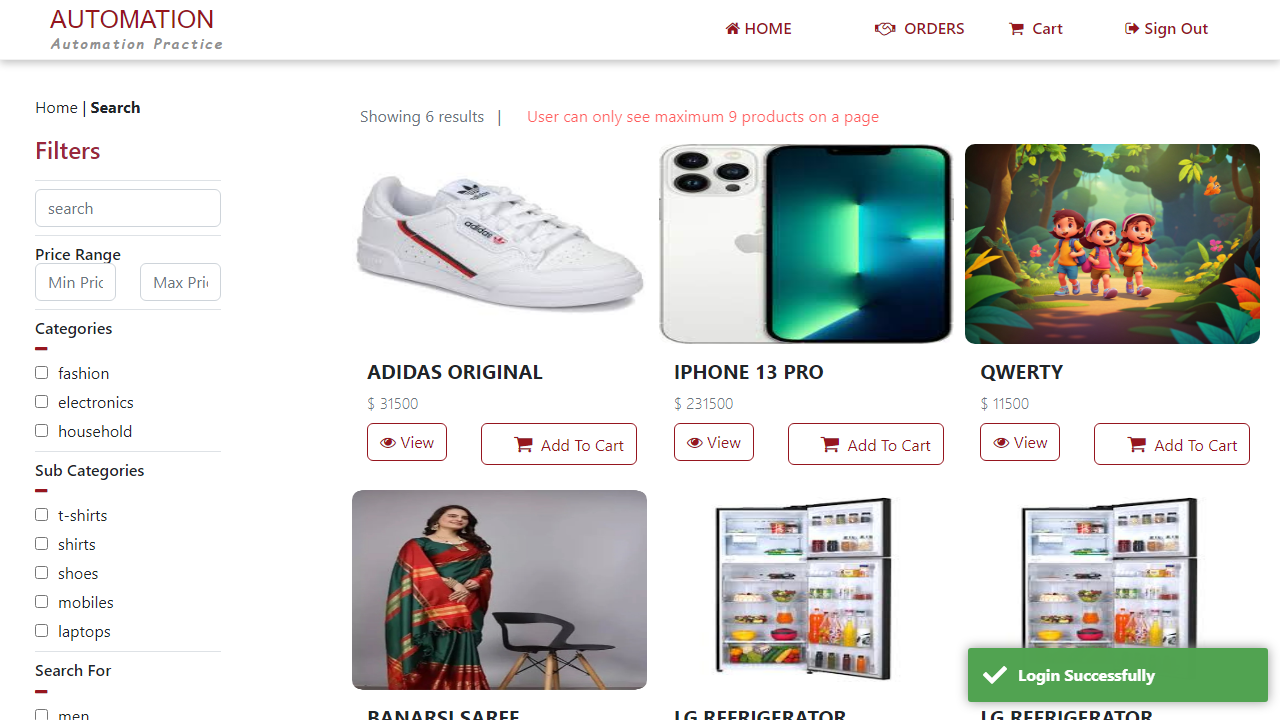 AUTOMATION
Automation Practice
HOME
ORDERS
Cart
Sign Out
Home | Search
Filters
search
Price Range
Min Pric
Max Pric
Categories
fashion
electronics
household
Sub Categories
t-shirts
shirts
shoes
mobiles
laptops
Search For
men
Showing 6 results |
User can only see maximum 9 products on a page
adidas
ADIDAS ORIGINAL
$ 31500
View
Add To Cart
IPHONE 13 PRO
$ 231500
View
Add To Cart
QWERTY
$ 11500
View
Add To Cart
BANARSI SAREE
LG REFRIGERATOR
LG REFRIGERATOR
Login Successfully